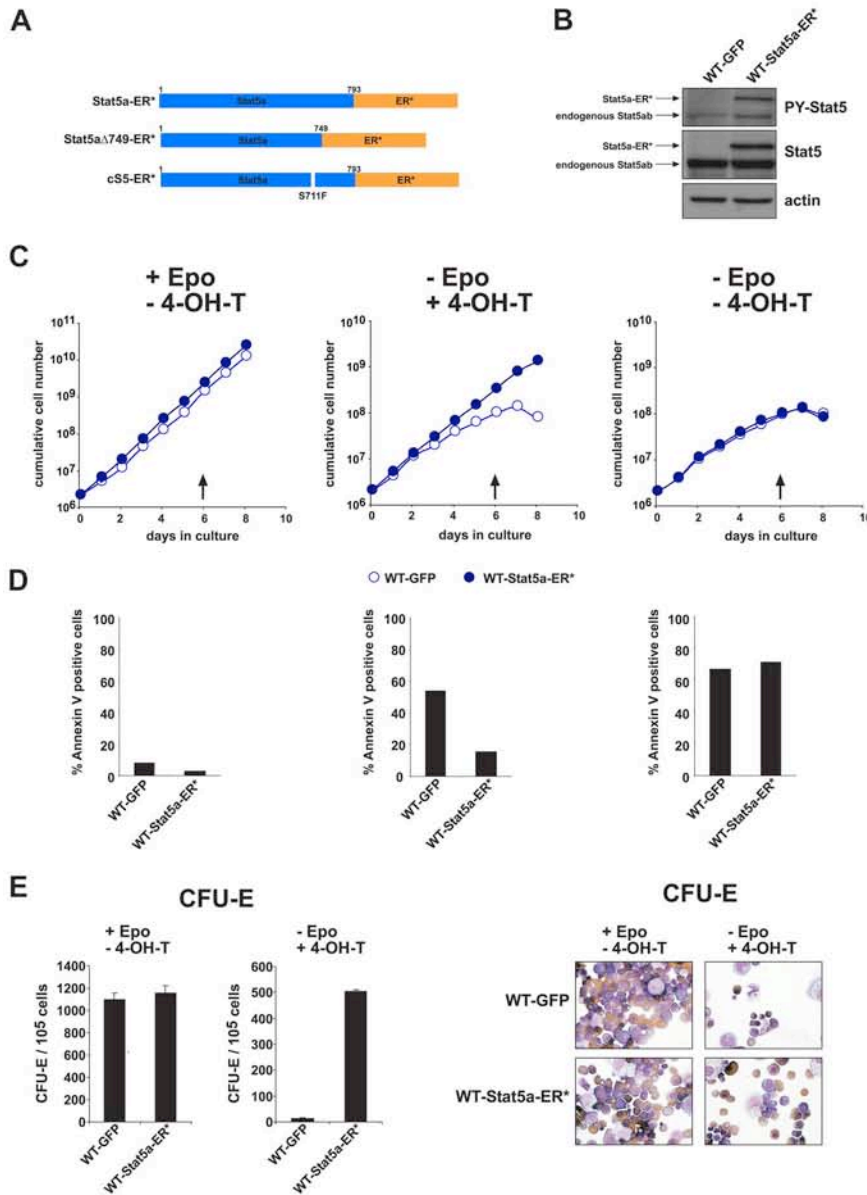 A
1 793
Stat5a-ER* Stat5a ER*
1 749
Stat5aΔ749-ER* Stat5a ER*
1 793
cS5-ER* Stat5a ER*
S711F
B
WT-GFP
WT-Stat5a-ER*
Stat5a-ER*
endogenous Stat5ab
PY-Stat5
Stat5a-ER*
endogenous Stat5ab
Stat5
actin
C
+ Epo
- 4-OH-T
cumulative cell number
10¹¹
10¹⁰
10⁹
10⁸
10⁷
10⁶
0 2 4 6 8 10
days in culture
- Epo
+ 4-OH-T
cumulative cell number
10¹⁰
10⁹
10⁸
10⁷
10⁶
0 2 4 6 8 10
days in culture
- Epo
- 4-OH-T
cumulative cell number
10¹⁰
10⁹
10⁸
10⁷
10⁶
0 2 4 6 8 10
days in culture
WT-GFP WT-Stat5a-ER*
D
% Annexin V positive cells
100
80
60
40
20
0
WT-GFP
WT-Stat5a-ER*
% Annexin V positive cells
100
80
60
40
20
0
WT-GFP
WT-Stat5a-ER*
% Annexin V positive cells
100
80
60
40
20
0
WT-GFP
WT-Stat5a-ER*
E
CFU-E
+ Epo
- 4-OH-T
CFU-E / 105 cells
1400
1200
1000
800
600
400
200
0
WT-GFP
WT-Stat5a-ER*
- Epo
+ 4-OH-T
CFU-E / 105 cells
600
500
400
300
200
100
0
WT-GFP
WT-Stat5a-ER*
CFU-E
+ Epo
- 4-OH-T
- Epo
+ 4-OH-T
WT-GFP
WT-Stat5a-ER*